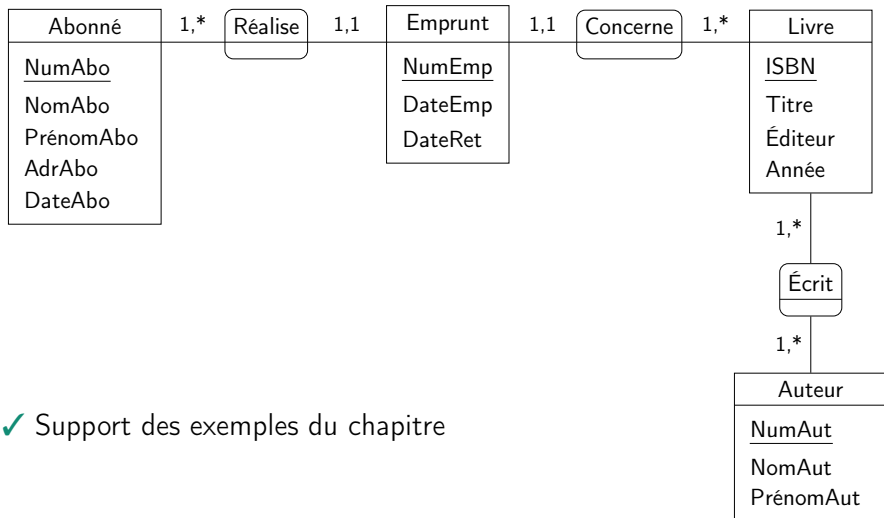 Abonné 1,* Réalise 1,1 Emprunt 1,1 Concerne 1,* Livre
NumAbo
NomAbo
PrénomAbo
AdrAbo
DateAbo
NumEmp
DateEmp
DateRet
ISBN
Titre
Éditeur
Année
1,*
Écrit
1,*
Auteur
NumAut
NomAut
PrénomAut
✓ Support des exemples du chapitre